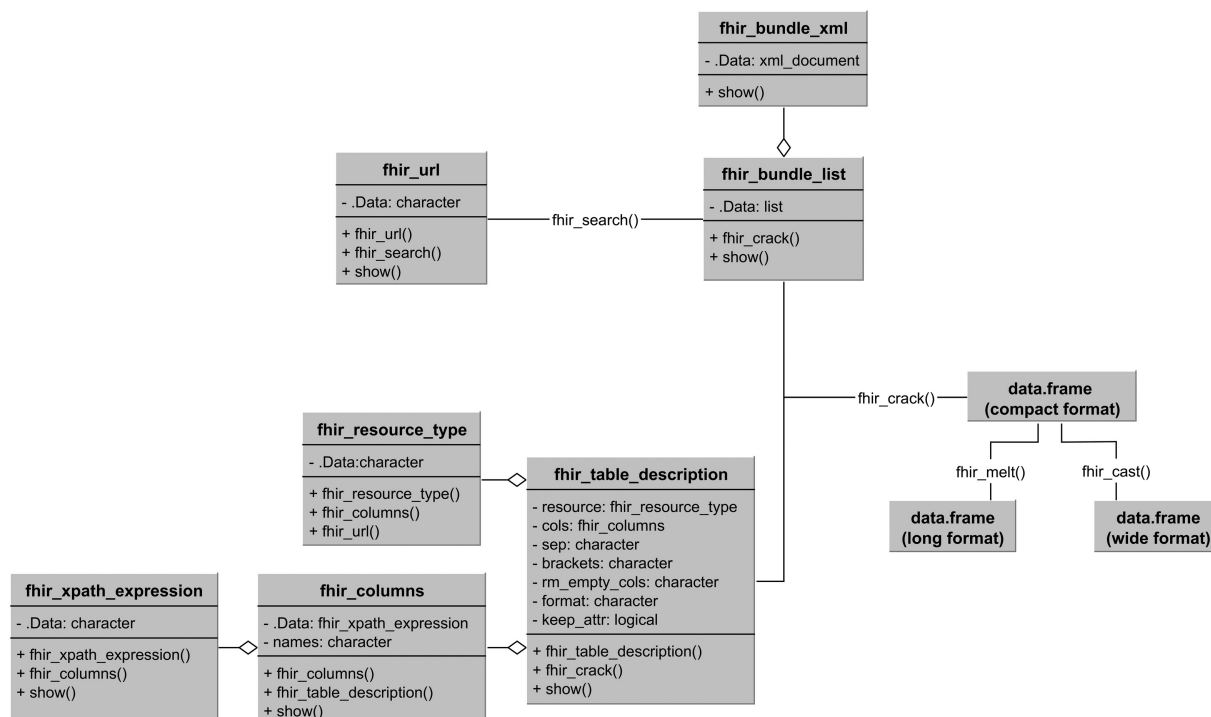 fhir_bundle_xml
- .Data: xml_document
+ show()
fhir_url
- .Data: character
+ fhir_url()
+ fhir_search()
+ show()
fhir_search()
fhir_bundle_list
- .Data: list
+ fhir_crack()
+ show()
fhir_crack()
data.frame
(compact format)
fhir_melt()
fhir_cast()
data.frame
(long format)
data.frame
(wide format)
fhir_resource_type
- .Data:character
+ fhir_resource_type()
+ fhir_columns()
+ fhir_url()
fhir_table_description
- resource: fhir_resource_type
- cols: fhir_columns
- sep: character
- brackets: character
- rm_empty_cols: character
- format: character
- keep_attr: logical
+ fhir_table_description()
+ fhir_crack()
+ show()
fhir_xpath_expression
- .Data: character
+ fhir_xpath_expression()
+ fhir_columns()
+ show()
fhir_columns
- .Data: fhir_xpath_expression
- names: character
+ fhir_columns()
+ fhir_table_description()
+ show()